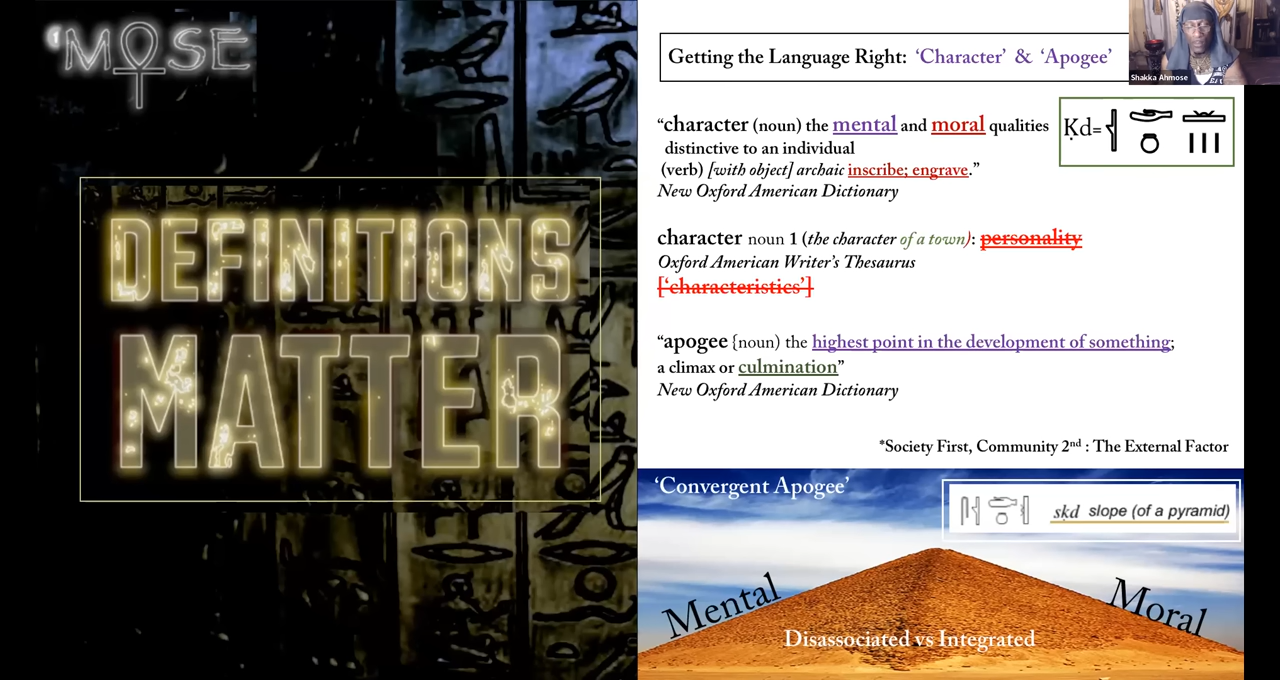 'M☥SE
DEFINITIONS
MATTER
Getting the Language Right: ‘Character’ & ‘Apogee’
Shakka Ahmose
“character (noun) the mental and moral qualities
distinctive to an individual
(verb) [with object] archaic inscribe; engrave.”
New Oxford American Dictionary
Ḳd=
character noun 1 (the character of a town): personality
Oxford American Writer’s Thesaurus
[‘characteristics’]
“apogee {noun) the highest point in the development of something;
a climax or culmination”
New Oxford American Dictionary
*Society First, Community 2nd : The External Factor
‘Convergent Apogee’
sḳd slope (of a pyramid)
Mental
Moral
Disassociated vs Integrated